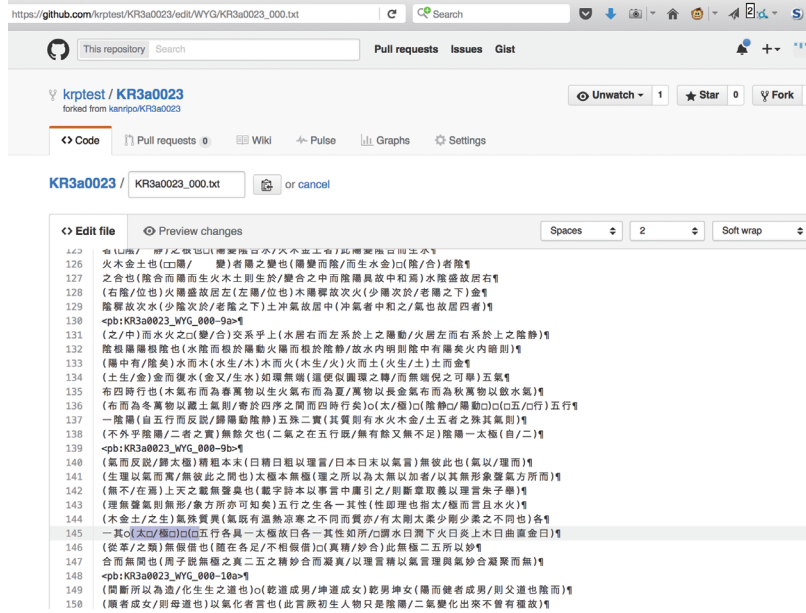 https://github.com/krptest/KR3a0023/edit/WYG/KR3a0023_000.txt
Search
2
S
This repository Search
Pull requests Issues Gist
krptest / KR3a0023
forked from kanripo/KR3a0023
Unwatch 1
Star 0
Fork
Code
Pull requests 0
Wiki
Pulse
Graphs
Settings
KR3a0023 / KR3a0023_000.txt or cancel
Edit file
Preview changes
Spaces
2
Soft wrap
126 火木金土也(□□陽/ 變)者陽之變也(陽變而陰/而生水金)□(陰/合)者陰¶
127 之合也(陰合而陽而生火木土則生於/變合之中而陰陽具故中和焉)水陰盛故居右¶
128 (右陰/位也)火陽盛故居左(左陽/位也)木陽穉故次火(少陽次於/老陽之下)金¶
129 陰穉故次水(少陰次於/老陰之下)土冲氣故居中(冲氣者中和之/氣也故居四者)¶
130 <pb:KR3a0023_WYG_000-9a>¶
131 (之/中)而水火之□(變/合)交系乎上(水居右而左系於上之陽動/火居左而右系於上之陰静)¶
132 陰根陽陽根陰也(水陰而根於陽動火陽而根於陰静/故水内明則陰中有陽矣火内暗則)¶
133 (陽中有/陰矣)水而木(水生/木)木而火(木生/火)火而土(火生/土)土而金¶
134 (土生/金)金而復水(金又/生水)如環無端(這便似圓環之轉/而無端倪之可舉)五氣¶
135 布四時行也(木氣布而為春萬物以生火氣布而為夏/萬物以長金氣布而為秋萬物以斂水氣)¶
136 (布而為冬萬物以藏土氣則/寄於四序之間而四時行矣)o(太/極)□(陰静□/陽動□)□(□五/□行)五行¶
137 一陰陽(自五行而反説/歸陽動陰静)五殊二實(其質則有水火木金/土五者之殊其氣則)¶
138 (不外乎陰陽/二者之實)無餘欠也(二氣之在五行既/無有餘又無不足)陰陽一太極(自/二)¶
139 <pb:KR3a0023_WYG_000-9b>¶
140 (氣而反説/歸太極)精粗本末(日精日粗以理言/日本日末以氣言)無彼此也(氣以/理而)¶
141 (生理以氣而寓/無彼此之間也)太極本無極(理之所以為太無以加者/以其無形象聲氣方所而)¶
142 (無不/在焉)上天之載無聲臭也(載字詩本以事言中庸引之/則斷章取義以理言朱子舉)¶
143 (理無聲氣則無形/象方所亦可知矣)五行之生各一其性(性即理也指太/極而言且水火)¶
144 (木金土/之生)氣殊質異(氣既有溫熱凉寒之不同而質亦/有太剛太柔少剛少柔之不同也)各¶
145 一其o(太□/極□)□(□五行各具一太極故日各一其性如所/□謂水日潤下火日炎上木日曲直金日)¶
146 (從革/之類)無假借也(随在各足/不相假借)□(真精/妙合)此無極二五所以妙¶
147 合而無間也(周子説無極之真二五之精妙合而凝真/以理言精以氣言理與氣妙合凝聚而無)¶
148 <pb:KR3a0023_WYG_000-10a>¶
149 (間斷所以為造/化生生之道也)o(乾道成男/坤道成女)乾男坤女(陽而健者成男/則父道也陰而)¶
150 (順者成女/則母道也)以氣化者言也(此言厥初生人物只是陰陽/二氣變化出來不曽有種故)¶